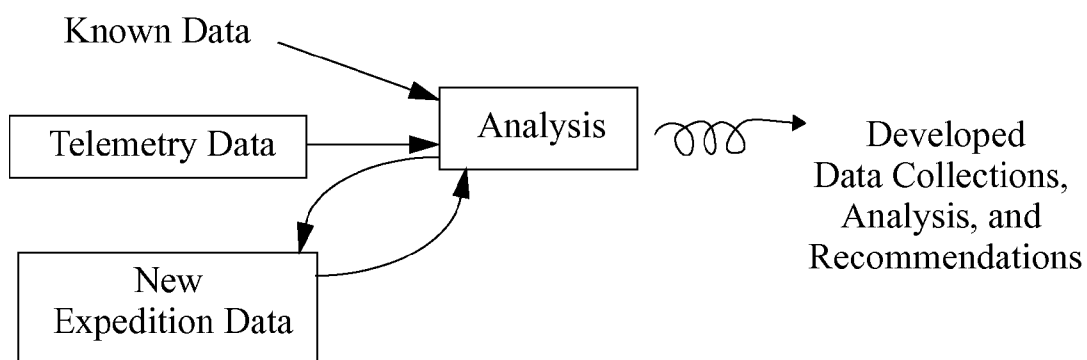 Known Data
Telemetry Data
New
Expedition Data
Analysis
Developed
Data Collections,
Analysis, and
Recommendations